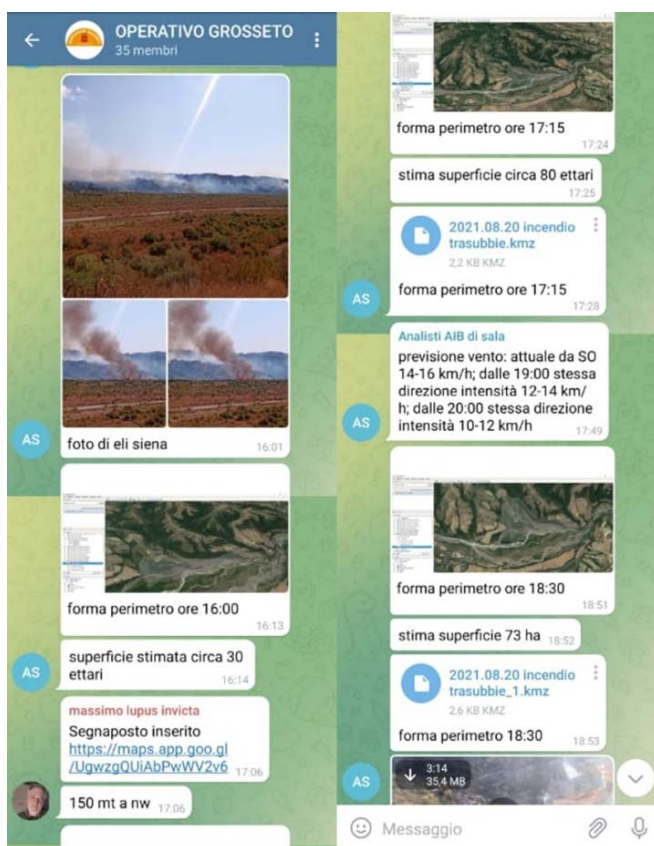 OPERATIVO GROSSETO
35 membri
foto di eli siena
16:01
forma perimetro ore 16:00
16:13
superficie stimata circa 30
ettari
16:14
massimo lupus invicta
Segnaposto inserito
https://maps.app.goo.gl
/UgwzgQUiAbPwWV2v6
17:06
150 mt a nw
17:06
AS
AS
forma perimetro ore 17:15
17:24
stima superficie circa 80 ettari
17:25
2021.08.20 incendio
trasubbie.kmz
2,2 KB KMZ
forma perimetro ore 17:15
17:28
AS
Analisti AIB di sala
previsione vento: attuale da SO
14-16 km/h; dalle 19:00 stessa
direzione intensità 12-14 km/
h; dalle 20:00 stessa direzione
intensità 10-12 km/h
17:49
AS
forma perimetro ore 18:30
18:51
stima superficie 73 ha
18:52
2021.08.20 incendio
trasubbie_1.kmz
2,6 KB KMZ
forma perimetro 18:30
18:53
3:14
35,4 MB
AS
Messaggio